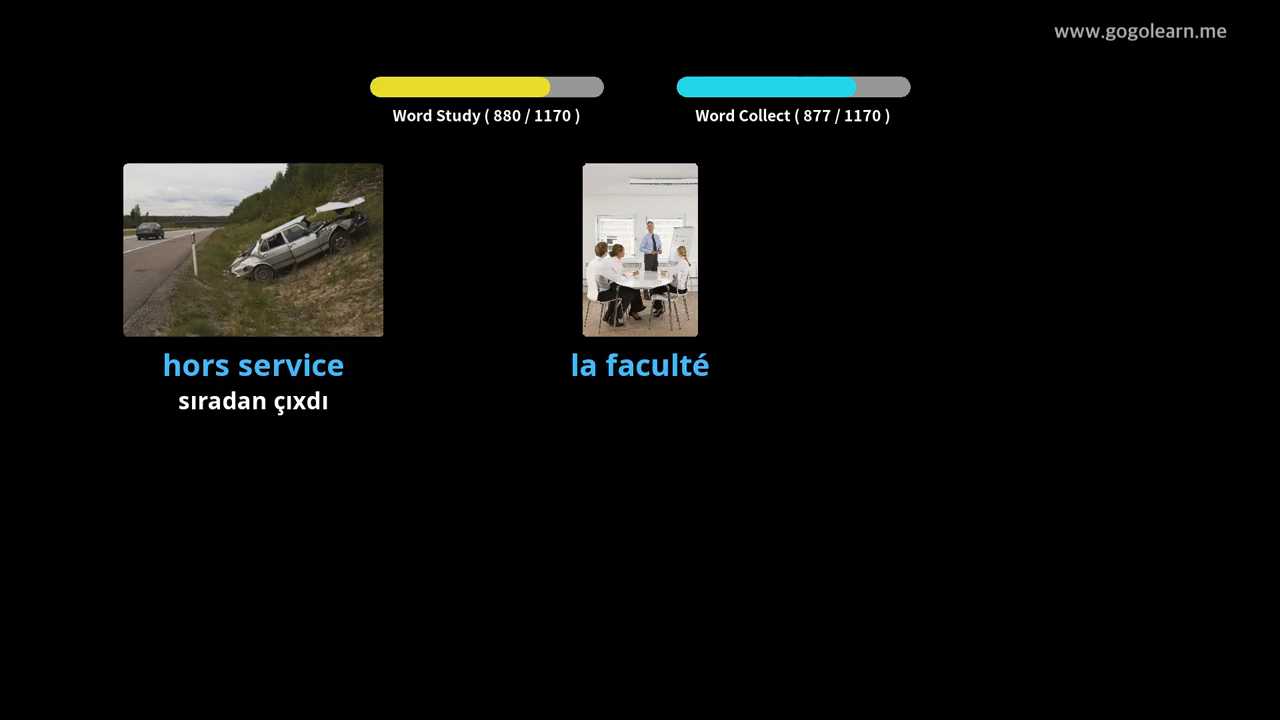 www.gogolearn.me
Word Study ( 880 / 1170 )
Word Collect ( 877 / 1170 )
hors service
sıradan çıxdı
la faculté